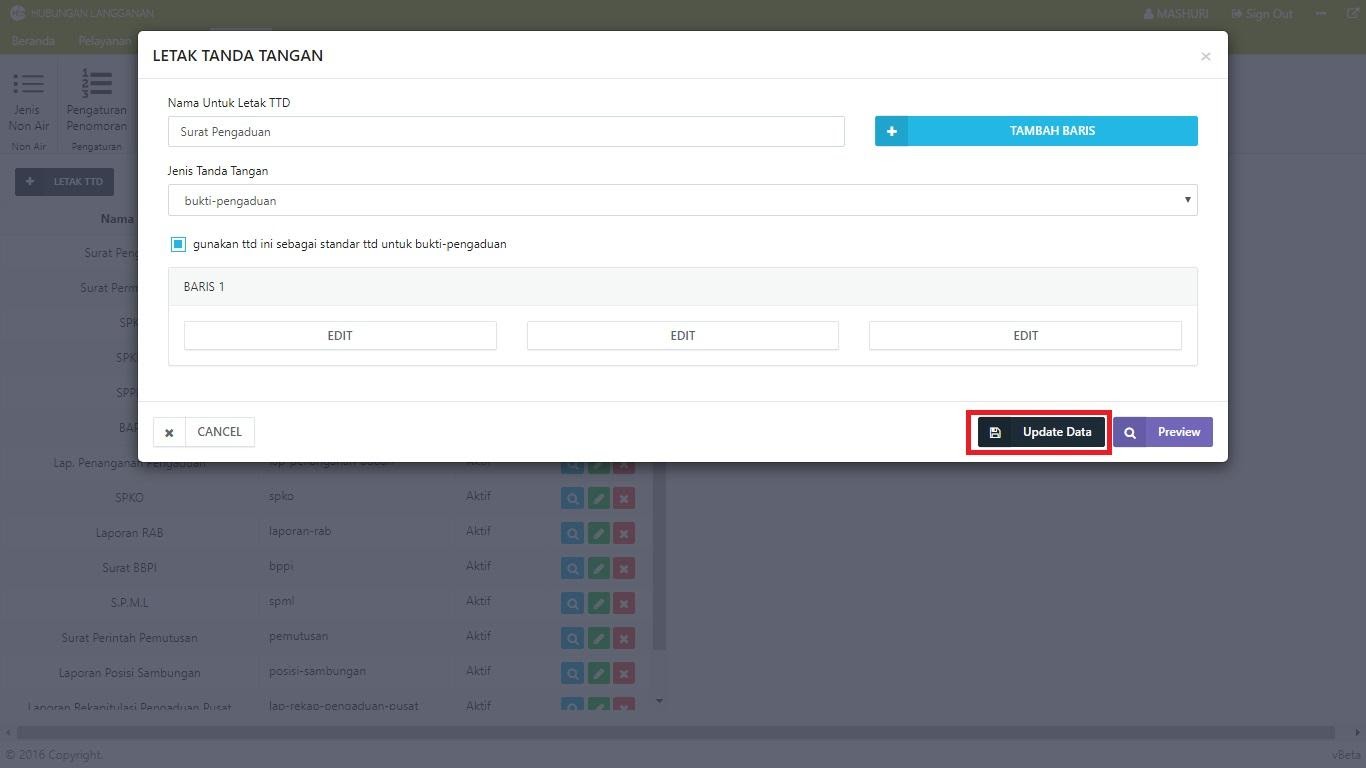 HUBUNGAN LANGGANAN
MASHURI
Sign Out
Beranda
Pelayanan
LETAK TANDA TANGAN
×
Jenis
Non Air
Pengaturan
Penomoran
Non Air
Pengaturan
Nama Untuk Letak TTD
Surat Pengaduan
TAMBAH BARIS
LETAK TTD
Jenis Tanda Tangan
bukti-pengaduan
Nama
gunakan ttd ini sebagai standar ttd untuk bukti-pengaduan
Surat Peng
BARIS 1
Surat Perm
SPK
EDIT
EDIT
EDIT
SPK
SPP
BAP
CANCEL
Update Data
Preview
Lap. Penanganan Pengaduan
SPKO
spko
Aktif
Laporan RAB
laporan-rab
Aktif
Surat BBPI
bppi
Aktif
S.P.M.L
spml
Aktif
Surat Perintah Pemutusan
pemutusan
Aktif
Laporan Posisi Sambungan
posisi-sambungan
Aktif
Laporan Rekapitulasi Pengaduan Pusat
lap-rekap-pengaduan-pusat
Aktif
© 2016 Copyright.
vBeta